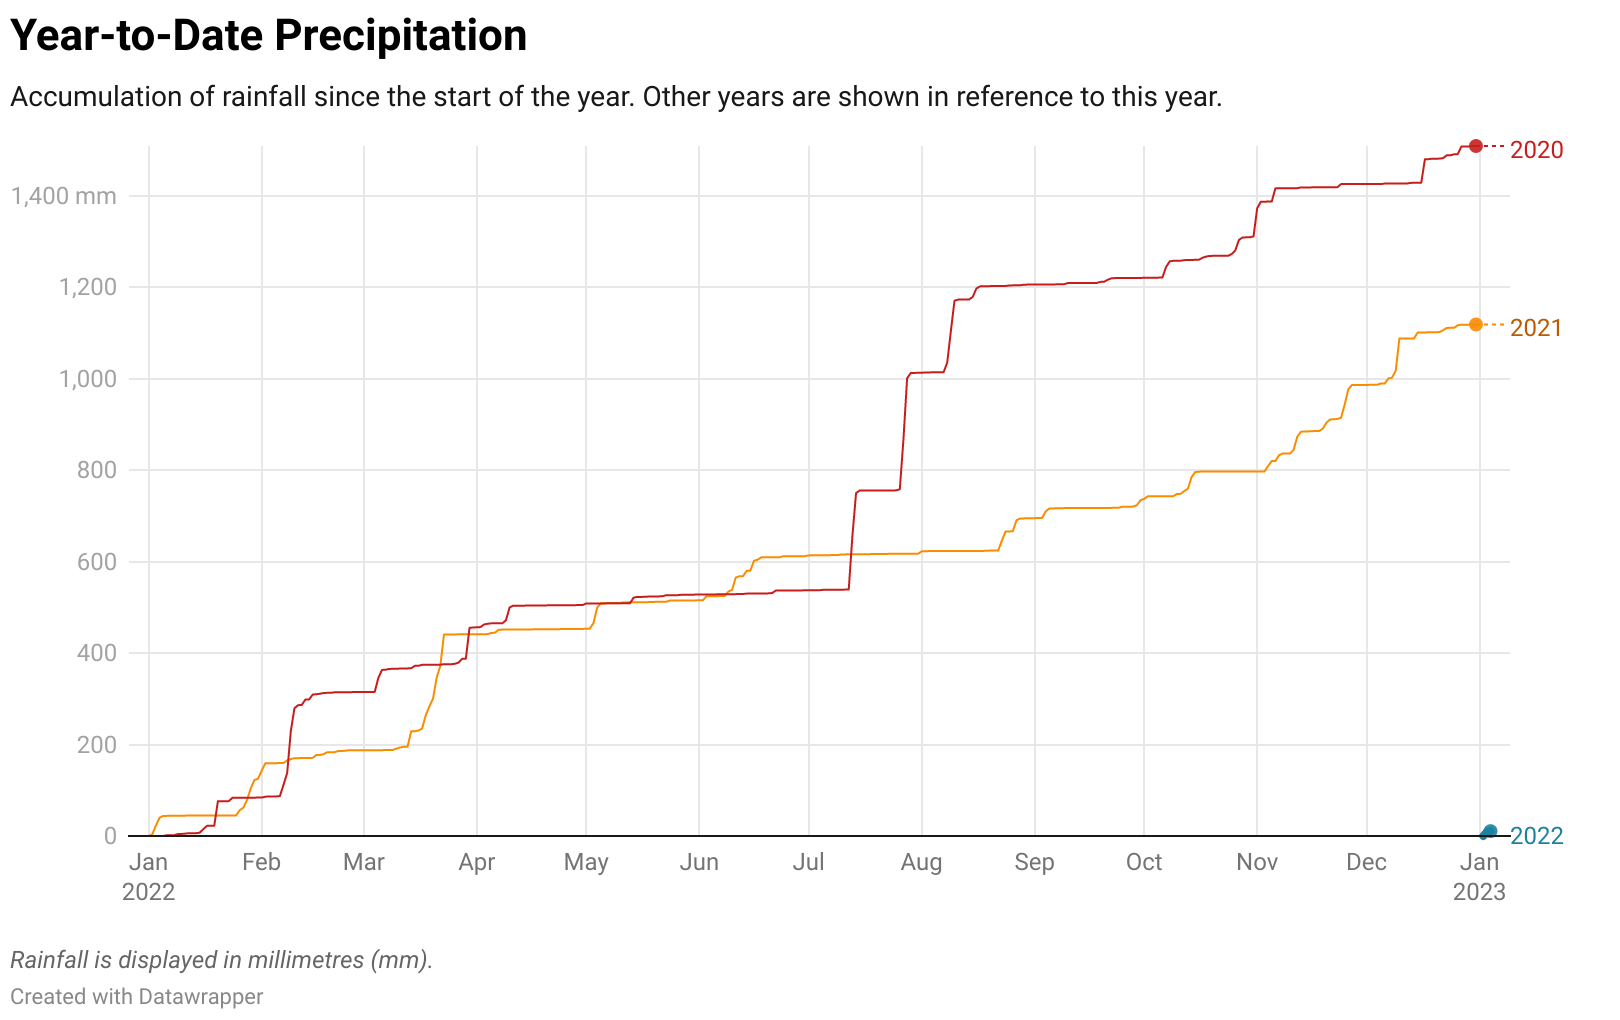 Year-to-Date Precipitation
Accumulation of rainfall since the start of the year. Other years are shown in reference to this year.
2020
1,400 mm
1,200
2021
1,000
800
600
400
200
0
2022
Jan Feb Mar Apr May Jun Jul Aug Sep Oct Nov Dec Jan
2022 2023
Rainfall is displayed in millimetres (mm).
Created with Datawrapper